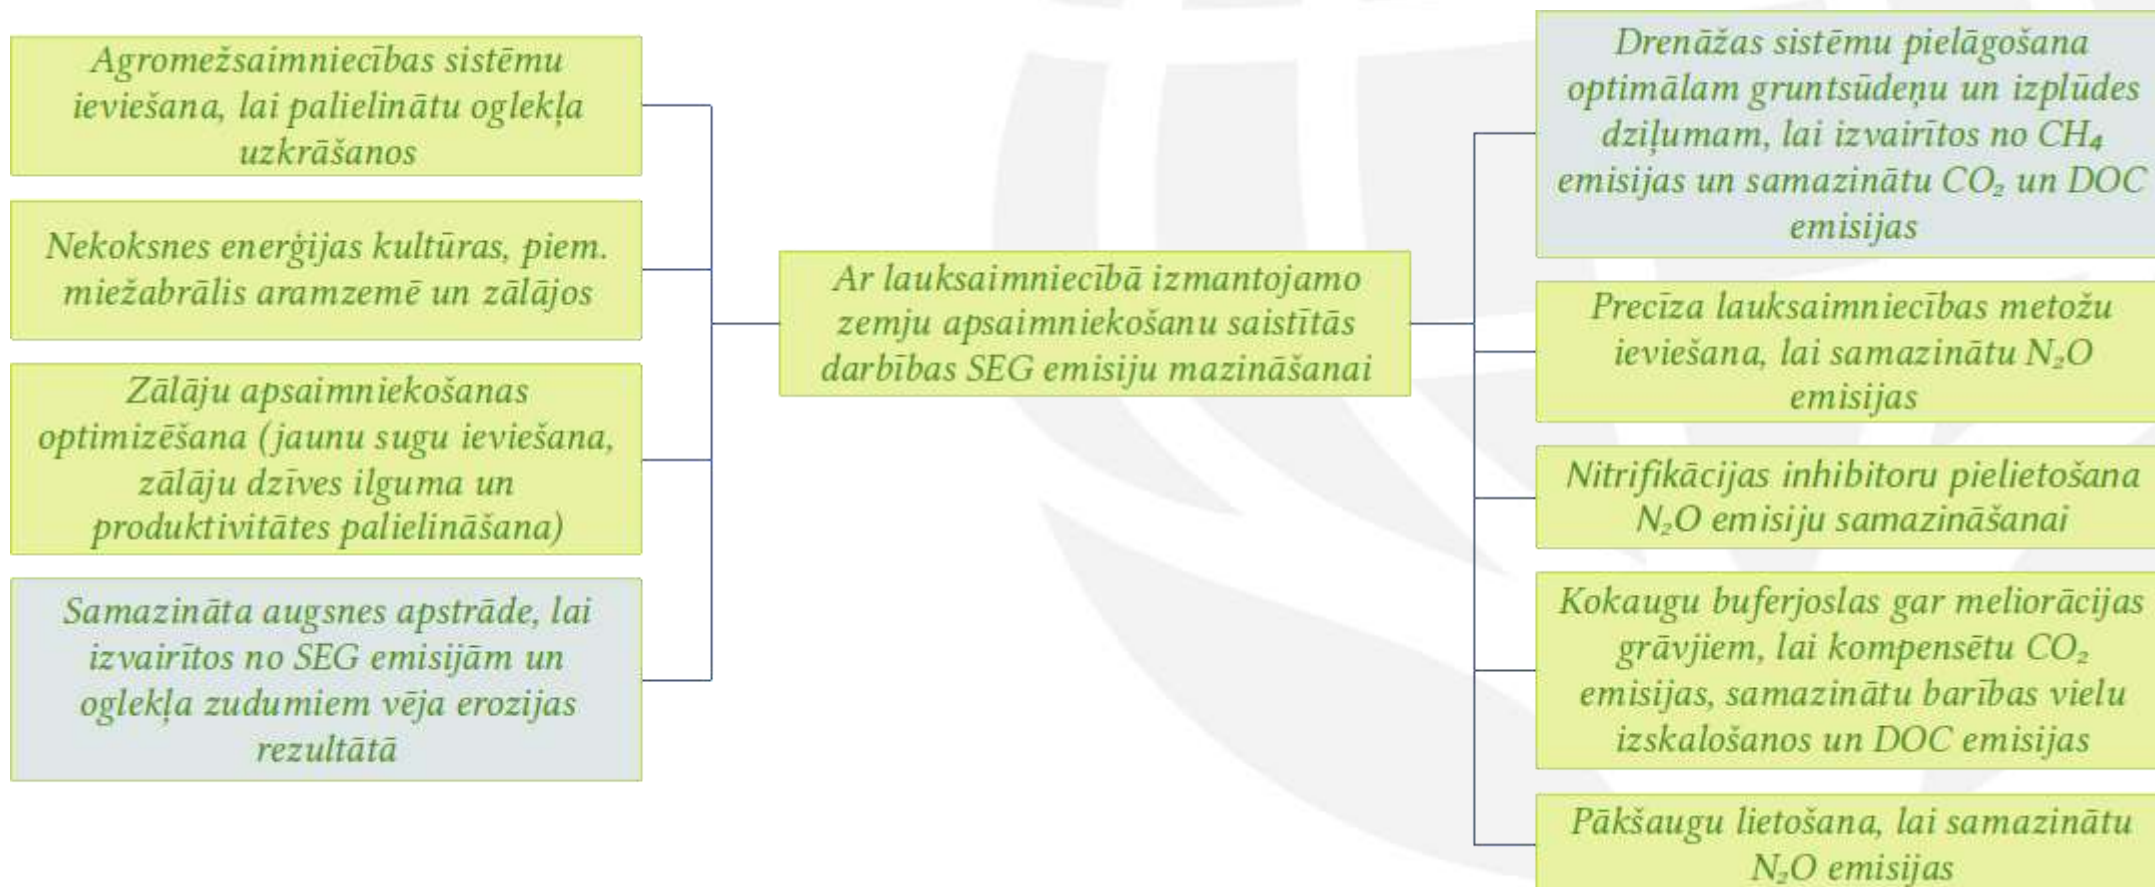 Agromežsaimniecības sistēmu
ieviešana, lai palielinātu oglekļa
uzkrāšanos
Nekoksnes enerģijas kultūras, piem.
miežabrālis aramzemē un zālājos
Zālāju apsaimniekošanas
optimizēšana (jaunu sugu ieviešana,
zālāju dzīves ilguma un
produktivitātes palielināšana)
Samazināta augsnes apstrāde, lai
izvairītos no SEG emisijām un
oglekļa zudumiem vēja erozijas
rezultātā
Ar lauksaimniecībā izmantojamo
zemju apsaimniekošanu saistītās
darbības SEG emisiju mazināšanai
Drenāžas sistēmu pielāgošana
optimālam gruntsūdeņu un izplūdes
dziļumam, lai izvairītos no CH₄
emisijas un samazinātu CO₂ un DOC
emisijas
Precīza lauksaimniecības metožu
ieviešana, lai samazinātu N₂O
emisijas
Nitrifikācijas inhibitoru pielietošana
N₂O emisiju samazināšanai
Kokaugu buferjoslas gar meliorācijas
grāvjiem, lai kompensētu CO₂
emisijas, samazinātu barības vielu
izskalošanos un DOC emisijas
Pākšaugu lietošana, lai samazinātu
N₂O emisijas